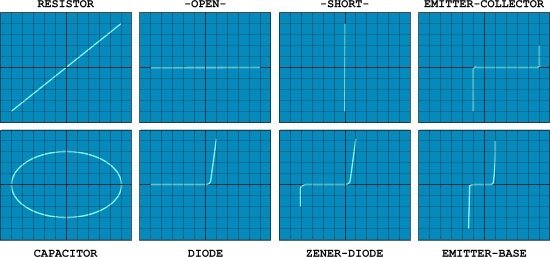 RESISTOR -OPEN- -SHORT- EMITTER-COLLECTOR
CAPACITOR DIODE ZENER-DIODE EMITTER-BASE